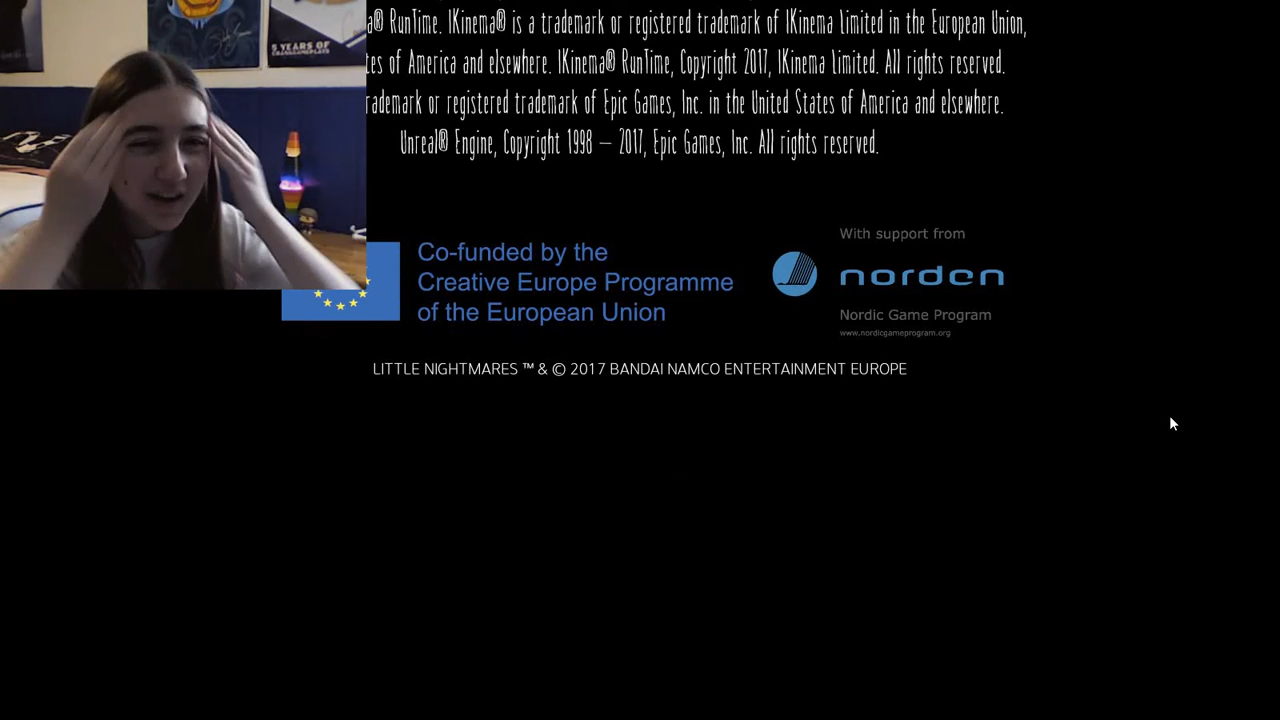 5 YEARS OF
CRANKGAMEPLAYS
RunTime. IKinema® is a trademark or registered trademark of IKinema Limited in the European Union,
of America and elsewhere. IKinema® RunTime, Copyright 2017, IKinema Limited. All rights reserved.
or registered trademark of Epic Games, Inc. in the United States of America and elsewhere.
Unreal® Engine, Copyright 1998 – 2017, Epic Games, Inc. All rights reserved.
Co-funded by the
Creative Europe Programme
of the European Union
With support from
norden
Nordic Game Program
www.nordicgameprogram.org
LITTLE NIGHTMARES ™ & © 2017 BANDAI NAMCO ENTERTAINMENT EUROPE